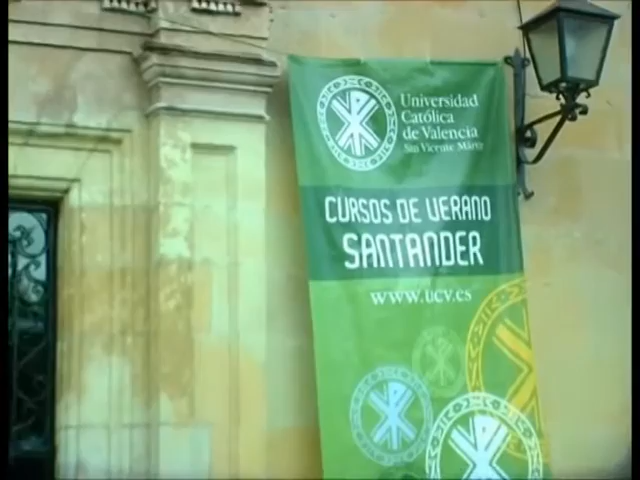 Universidad
Católica
de Valencia
San Vicente Mártir
CURSOS DE VERANO
SANTANDER
www.ucv.es